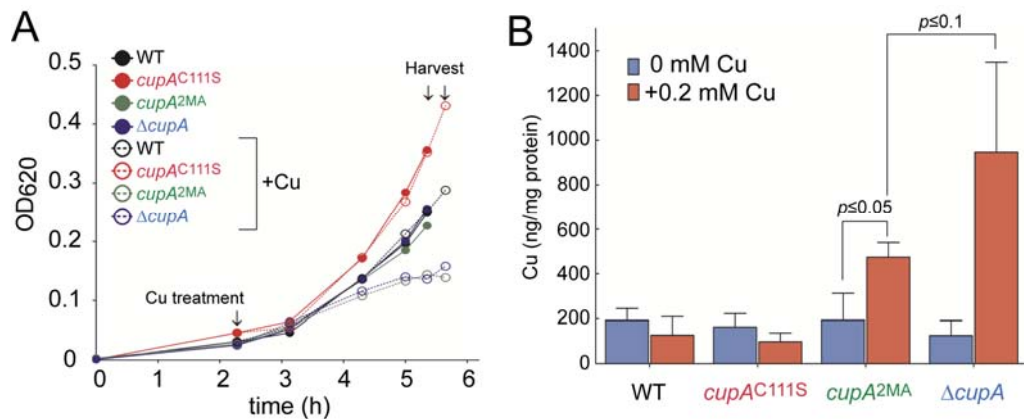 A
WT
cupAC111S
cupA2MA
ΔcupA
WT
cupAC111S
cupA2MA
ΔcupA
+Cu
Harvest
Cu treatment
OD620
0.5
0.4
0.3
0.2
0.1
0
0 1 2 3 4 5 6
time (h)
B
0 mM Cu
+0.2 mM Cu
p≤0.1
p≤0.05
Cu (ng/mg protein)
1400
1200
1000
800
600
400
200
0
WT cupAC111S cupA2MA ΔcupA